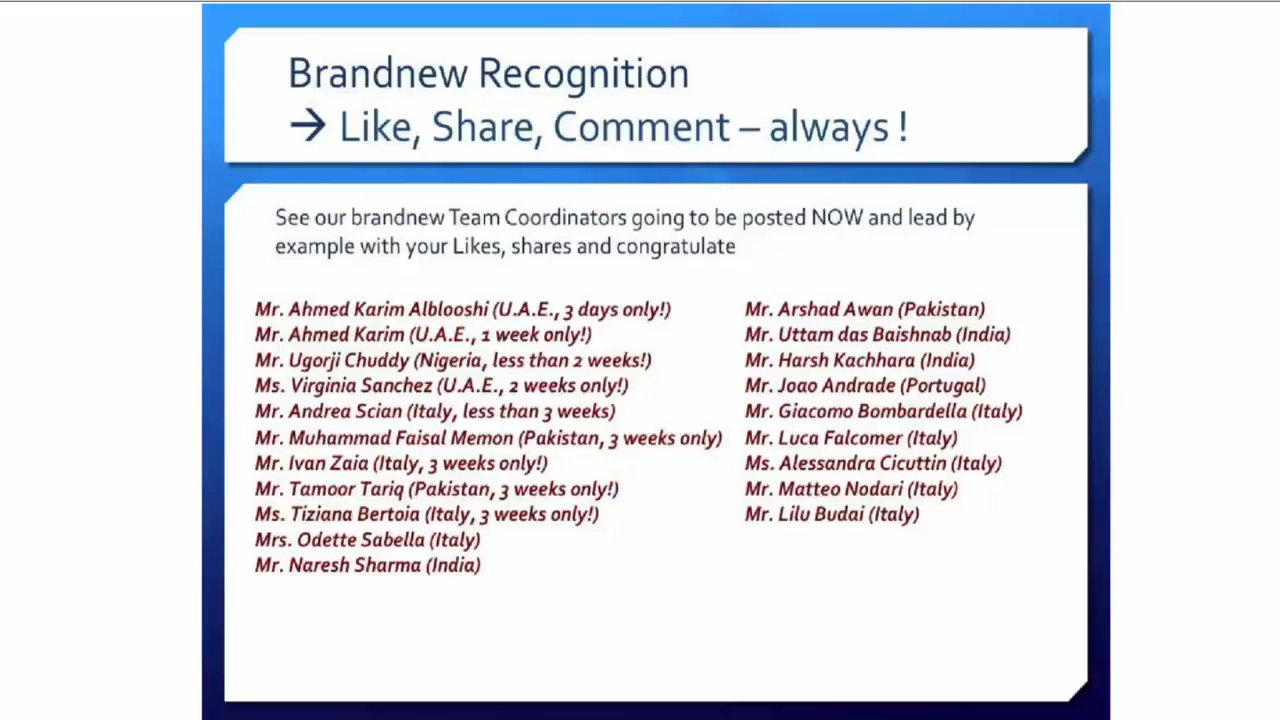 Brandnew Recognition
→ Like, Share, Comment – always !
See our brandnew Team Coordinators going to be posted NOW and lead by
example with your Likes, shares and congratulate
Mr. Ahmed Karim Alblooshi (U.A.E., 3 days only!)
Mr. Ahmed Karim (U.A.E., 1 week only!)
Mr. Ugorji Chuddy (Nigeria, less than 2 weeks!)
Ms. Virginia Sanchez (U.A.E., 2 weeks only!)
Mr. Andrea Scian (Italy, less than 3 weeks)
Mr. Muhammad Faisal Memon (Pakistan, 3 weeks only)
Mr. Ivan Zaia (Italy, 3 weeks only!)
Mr. Tamoor Tariq (Pakistan, 3 weeks only!)
Ms. Tiziana Bertoia (Italy, 3 weeks only!)
Mrs. Odette Sabella (Italy)
Mr. Naresh Sharma (India)
Mr. Arshad Awan (Pakistan)
Mr. Uttam das Baishnab (India)
Mr. Harsh Kachhara (India)
Mr. Joao Andrade (Portugal)
Mr. Giacomo Bombardella (Italy)
Mr. Luca Falcomer (Italy)
Ms. Alessandra Cicuttin (Italy)
Mr. Matteo Nodari (Italy)
Mr. Lilu Budai (Italy)